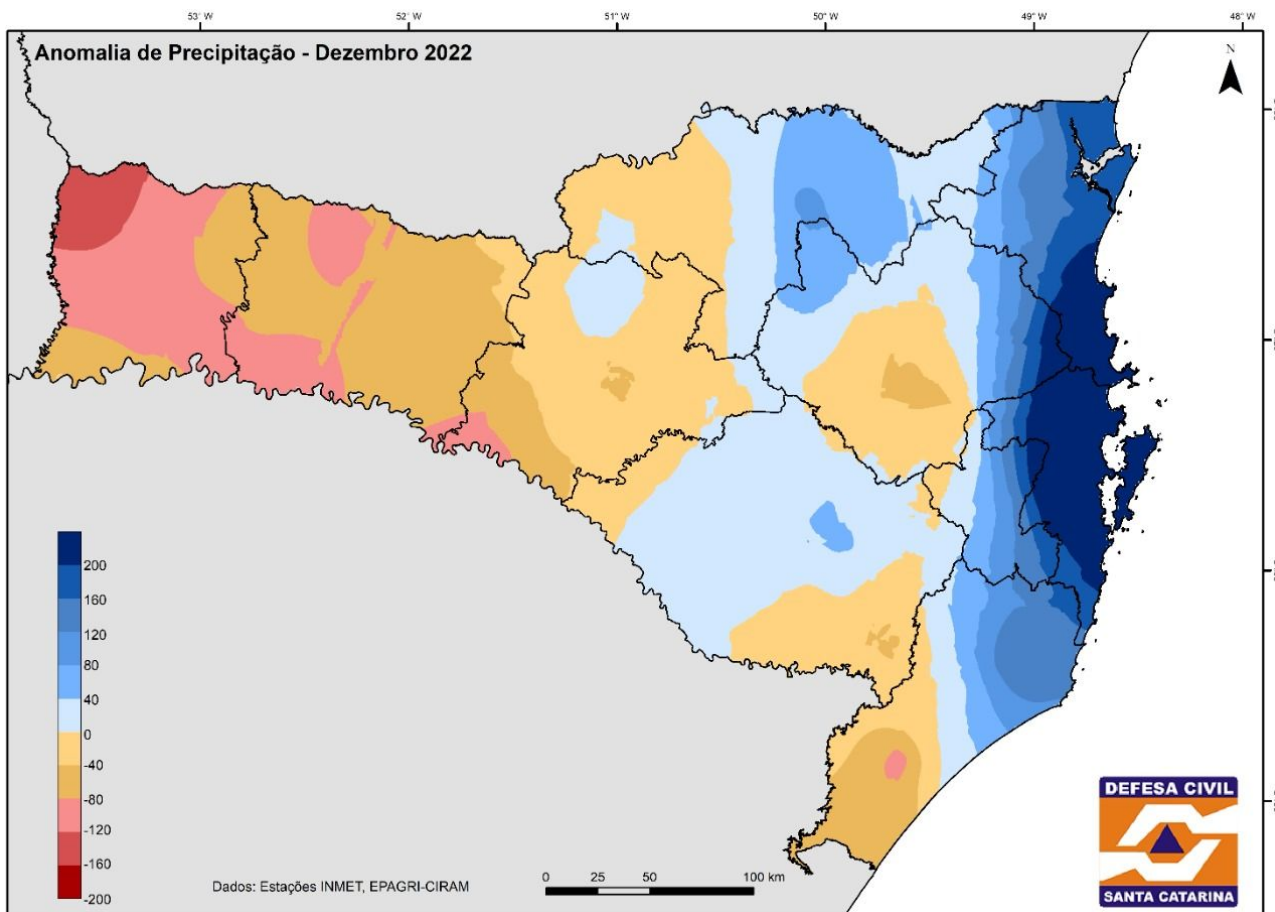 53° W 52° W 51° W 50° W 49° W 48° W
Anomalia de Precipitação - Dezembro 2022
N
200
160
120
80
40
0
-40
-80
-120
-160
-200
Dados: Estações INMET, EPAGRI-CIRAM
0 25 50 100 km
DEFESA CIVIL
SANTA CATARINA